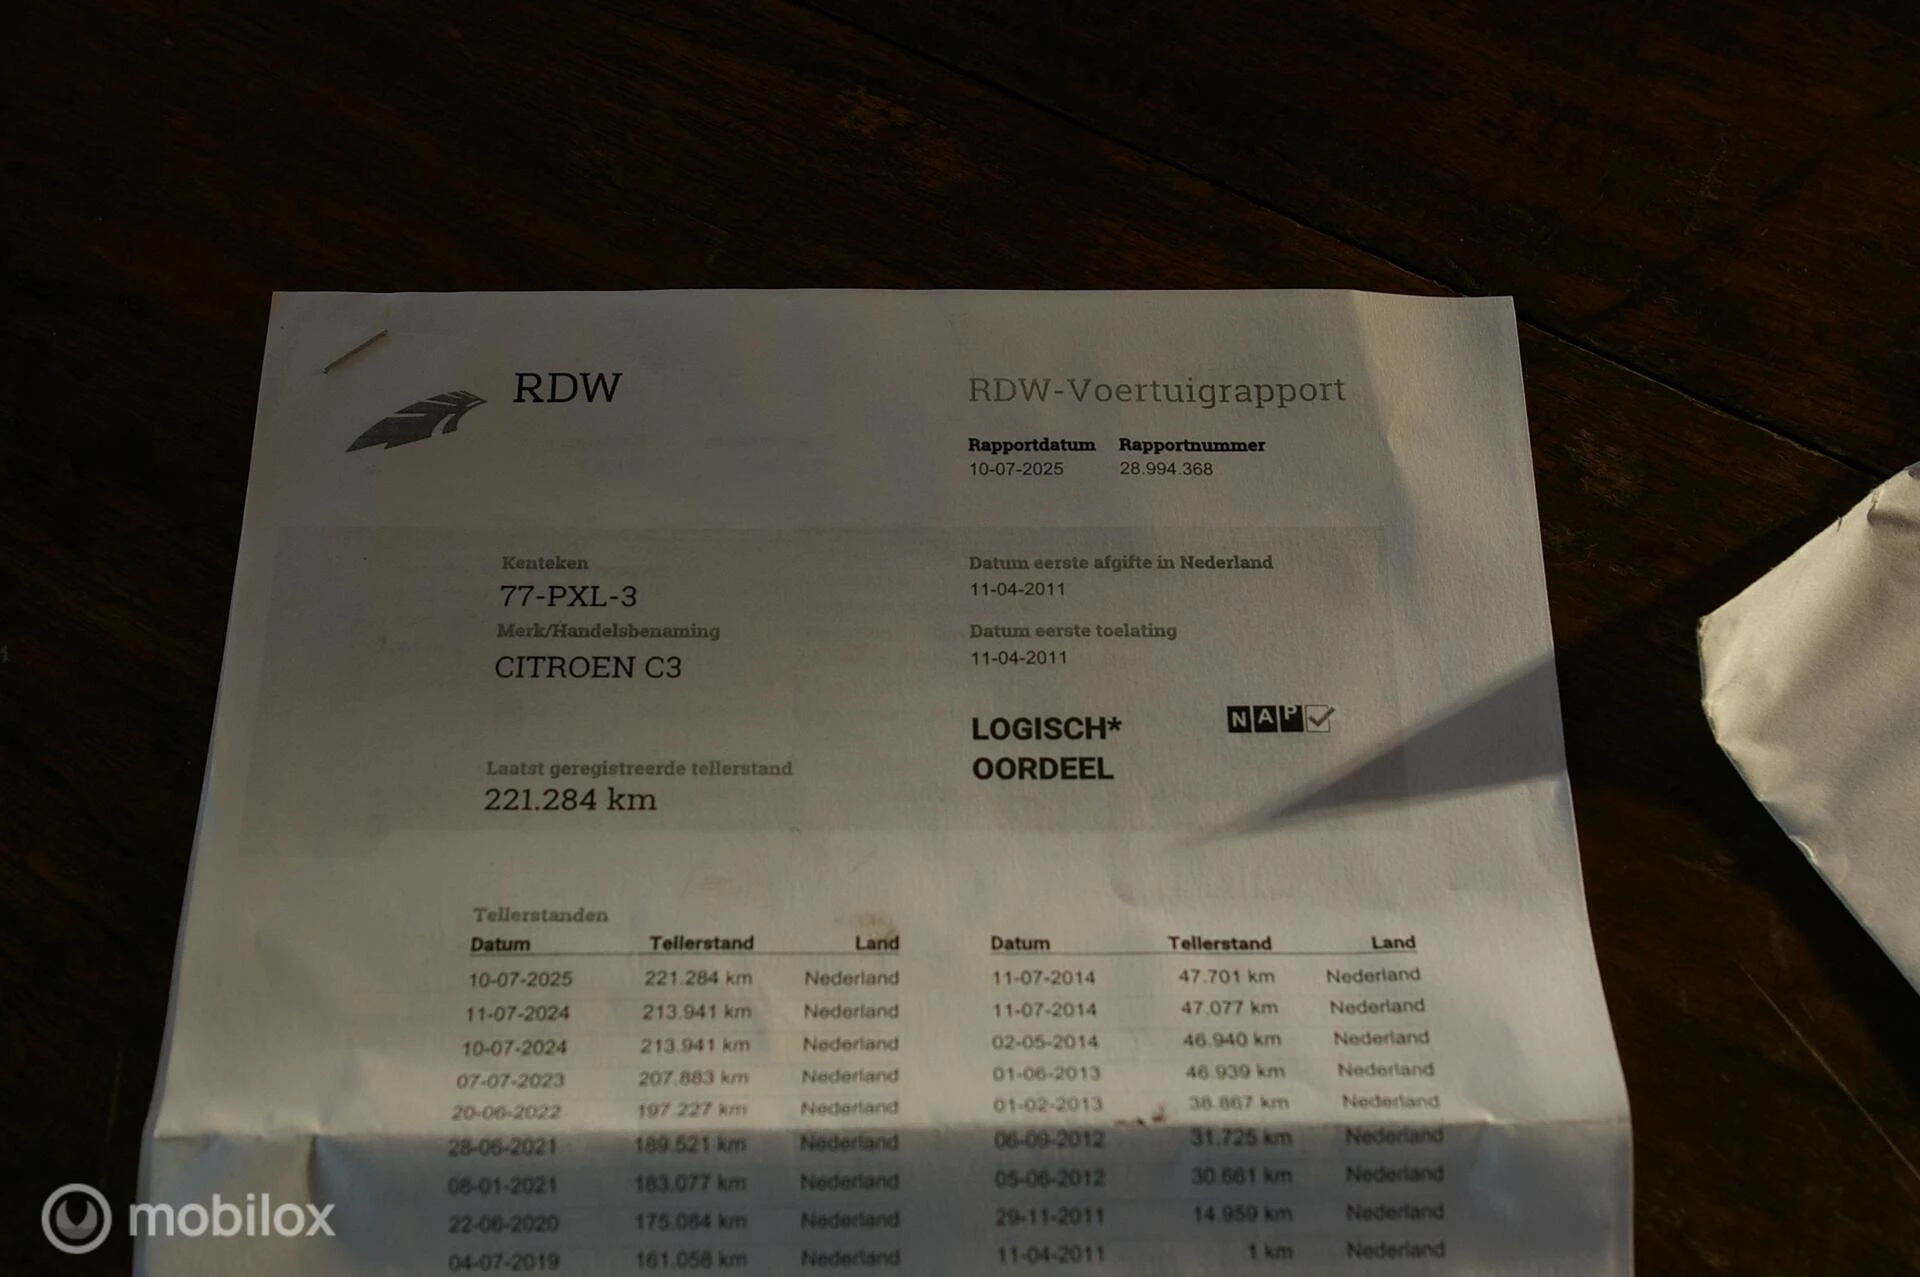 RDW
RDW-Voertuigrapport
Rapportdatum Rapportnummer
10-07-2025 28.994.368
Kenteken
77-PXL-3
Merk/Handelsbenaming
CITROEN C3
Laatst geregistreerde tellerstand
221.284 km
Datum eerste afgifte in Nederland
11-04-2011
Datum eerste toelating
11-04-2011
LOGISCH*
OORDEEL
NAP
Tellerstanden
Datum Tellerstand Land
10-07-2025 221.284 km Nederland
11-07-2024 213.941 km Nederland
10-07-2024 213.941 km Nederland
07-07-2023 207.883 km Nederland
20-06-2022 197.227 km Nederland
28-06-2021 189.521 km Nederland
08-01-2021 183.077 km Nederland
22-06-2020 175.084 km Nederland
04-07-2019 161.058 km Nederland
Datum Tellerstand Land
11-07-2014 47.701 km Nederland
11-07-2014 47.077 km Nederland
02-05-2014 46.940 km Nederland
01-06-2013 46.939 km Nederland
01-02-2013 38.867 km Nederland
06-09-2012 31.725 km Nederland
05-06-2012 30.661 km Nederland
29-11-2011 14.959 km Nederland
11-04-2011 1 km Nederland
mobilox